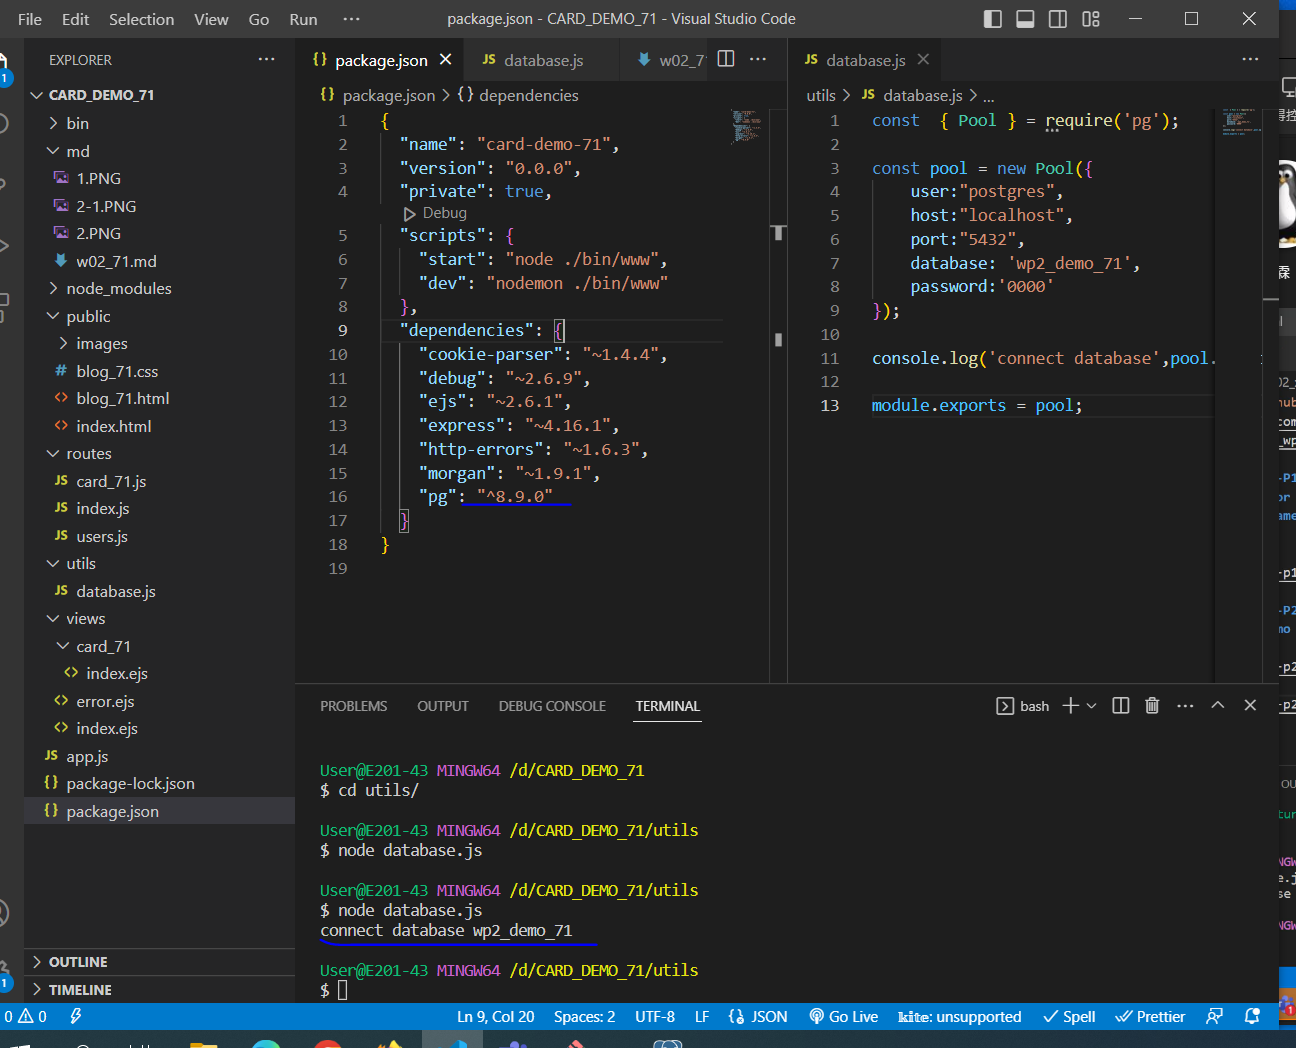 File Edit Selection View Go Run ··· package.json - CARD_DEMO_71 - Visual Studio Code
EXPLORER ···
CARD_DEMO_71
bin
md
1.PNG
2-1.PNG
2.PNG
w02_71.md
node_modules
public
images
# blog_71.css
<> blog_71.html
<> index.html
routes
JS card_71.js
JS index.js
JS users.js
utils
JS database.js
views
card_71
<> index.ejs
<> error.ejs
<> index.ejs
JS app.js
{} package-lock.json
{} package.json
OUTLINE
TIMELINE
{} package.json JS database.js w02_7 ···
{} package.json > {} dependencies
1 {
2 "name": "card-demo-71",
3 "version": "0.0.0",
4 "private": true,
Debug
5 "scripts": {
6 "start": "node ./bin/www",
7 "dev": "nodemon ./bin/www"
8 },
9 "dependencies": {
10 "cookie-parser": "~1.4.4",
11 "debug": "~2.6.9",
12 "ejs": "~2.6.1",
13 "express": "~4.16.1",
14 "http-errors": "~1.6.3",
15 "morgan": "~1.9.1",
16 "pg": "^8.9.0"
17 }
18 }
19
JS database.js ···
utils > JS database.js > ...
1 const { Pool } = require('pg');
2
3 const pool = new Pool({
4 user:"postgres",
5 host:"localhost",
6 port:"5432",
7 database: 'wp2_demo_71',
8 password:'0000'
9 });
10
11 console.log('connect database',pool.
12
13 module.exports = pool;
PROBLEMS OUTPUT DEBUG CONSOLE TERMINAL bash ···
User@E201-43 MINGW64 /d/CARD_DEMO_71
$ cd utils/
User@E201-43 MINGW64 /d/CARD_DEMO_71/utils
$ node database.js
User@E201-43 MINGW64 /d/CARD_DEMO_71/utils
$ node database.js
connect database wp2_demo_71
User@E201-43 MINGW64 /d/CARD_DEMO_71/utils
$
0 0 Ln 9, Col 20 Spaces: 2 UTF-8 LF {} JSON Go Live kite: unsupported Spell Prettier